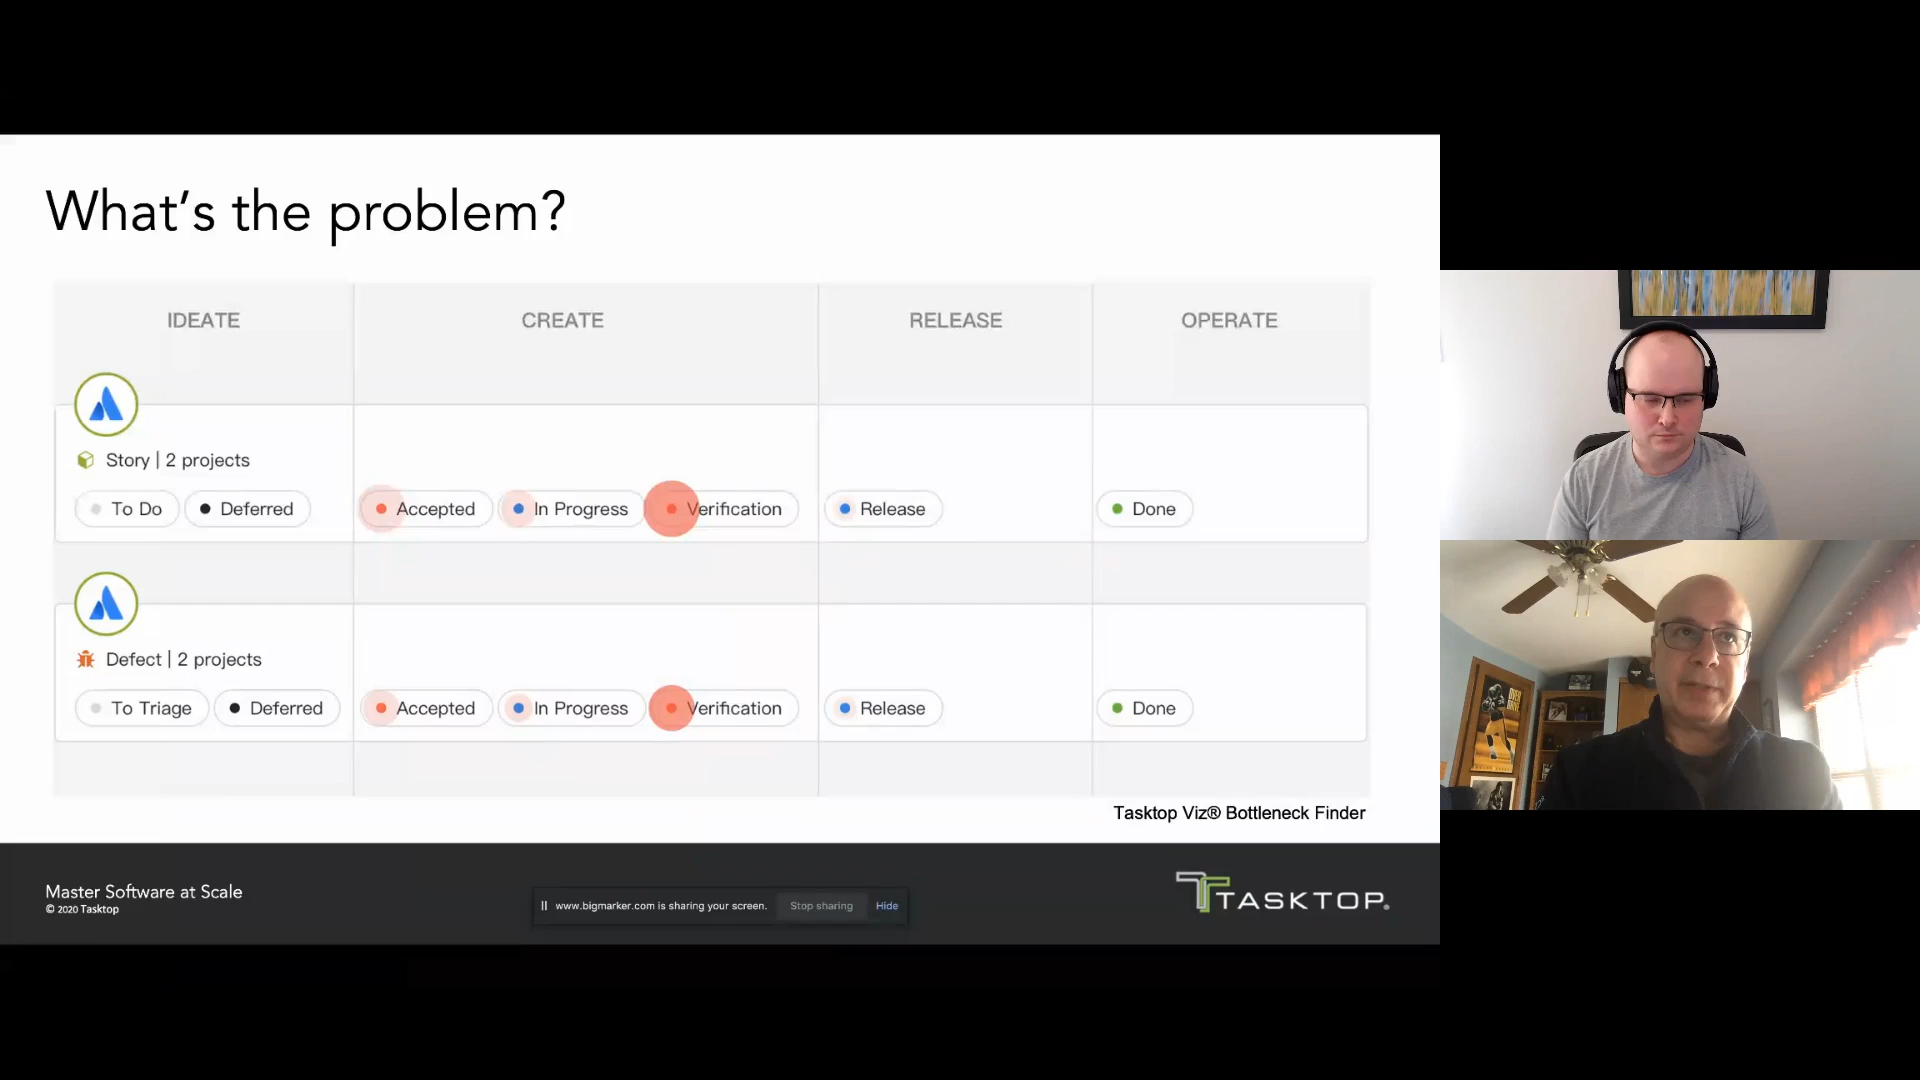 What's the problem?
IDEATE CREATE RELEASE OPERATE
Story | 2 projects
To Do Deferred Accepted In Progress Verification Release Done
Defect | 2 projects
To Triage Deferred Accepted In Progress Verification Release Done
Tasktop Viz® Bottleneck Finder
Master Software at Scale
© 2020 Tasktop
www.bigmarker.com is sharing your screen. Stop sharing Hide
TASKTOP®